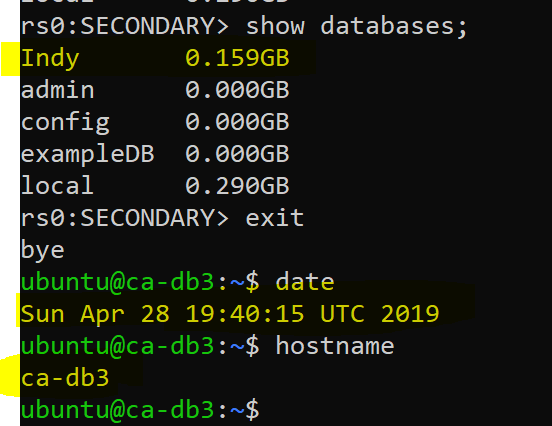 rs0:SECONDARY> show databases;
Indy 0.159GB
admin 0.000GB
config 0.000GB
exampleDB 0.000GB
local 0.290GB
rs0:SECONDARY> exit
bye
ubuntu@ca-db3:~$ date
Sun Apr 28 19:40:15 UTC 2019
ubuntu@ca-db3:~$ hostname
ca-db3
ubuntu@ca-db3:~$